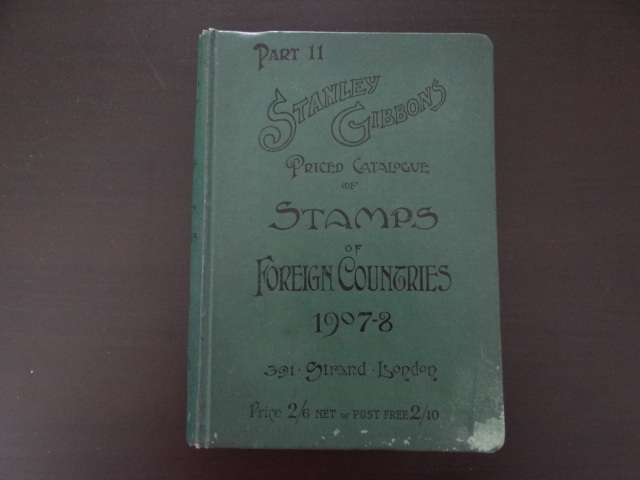 PART II
STANLEY
GIBBONS
PRICED CATALOGUE
OF
STAMPS
OF
FOREIGN COUNTRIES
1907-8
391 · Strand · London
Price 2/6 NET or POST FREE 2/10